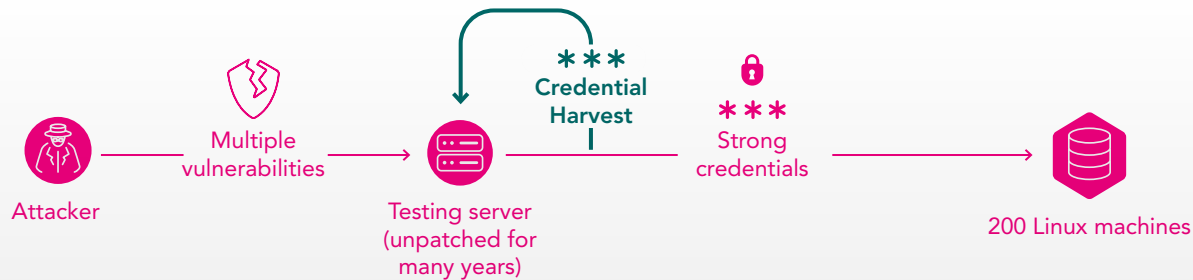 Attacker
Multiple
vulnerabilities
Testing server
(unpatched for
many years)
***
Credential
Harvest
***
Strong
credentials
200 Linux machines